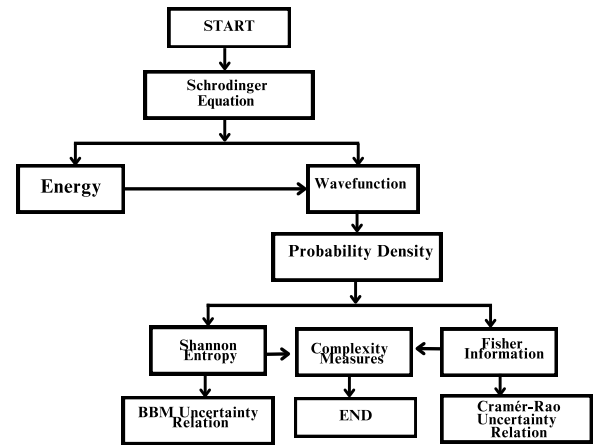 START
Schrodinger
Equation
Energy
Wavefunction
Probability Density
Shannon
Entropy
Complexity
Measures
Fisher
Information
BBM Uncertainty
Relation
END
Cramér-Rao
Uncertainty
Relation